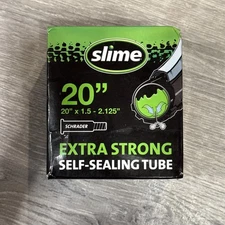 slime
20"
20" x 1.5 - 2.125"
SCHRADER
EXTRA STRONG
SELF-SEALING TUBE